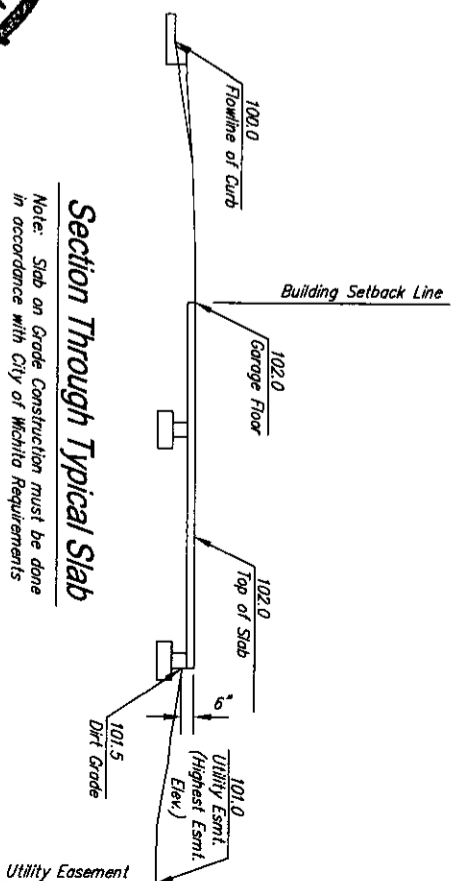 100.0
Flowline of Curb
Building Setback Line
102.0
Garage Floor
102.0
Top of Slab
6"
101.5
Dirt Grade
101.0
Utility Esmt.
(Highest Esmt.
Elev.)
Utility Easement
Section Through Typical Slab
Note: Slab on Grade Construction must be done
in accordance with City of Wichita Requirements